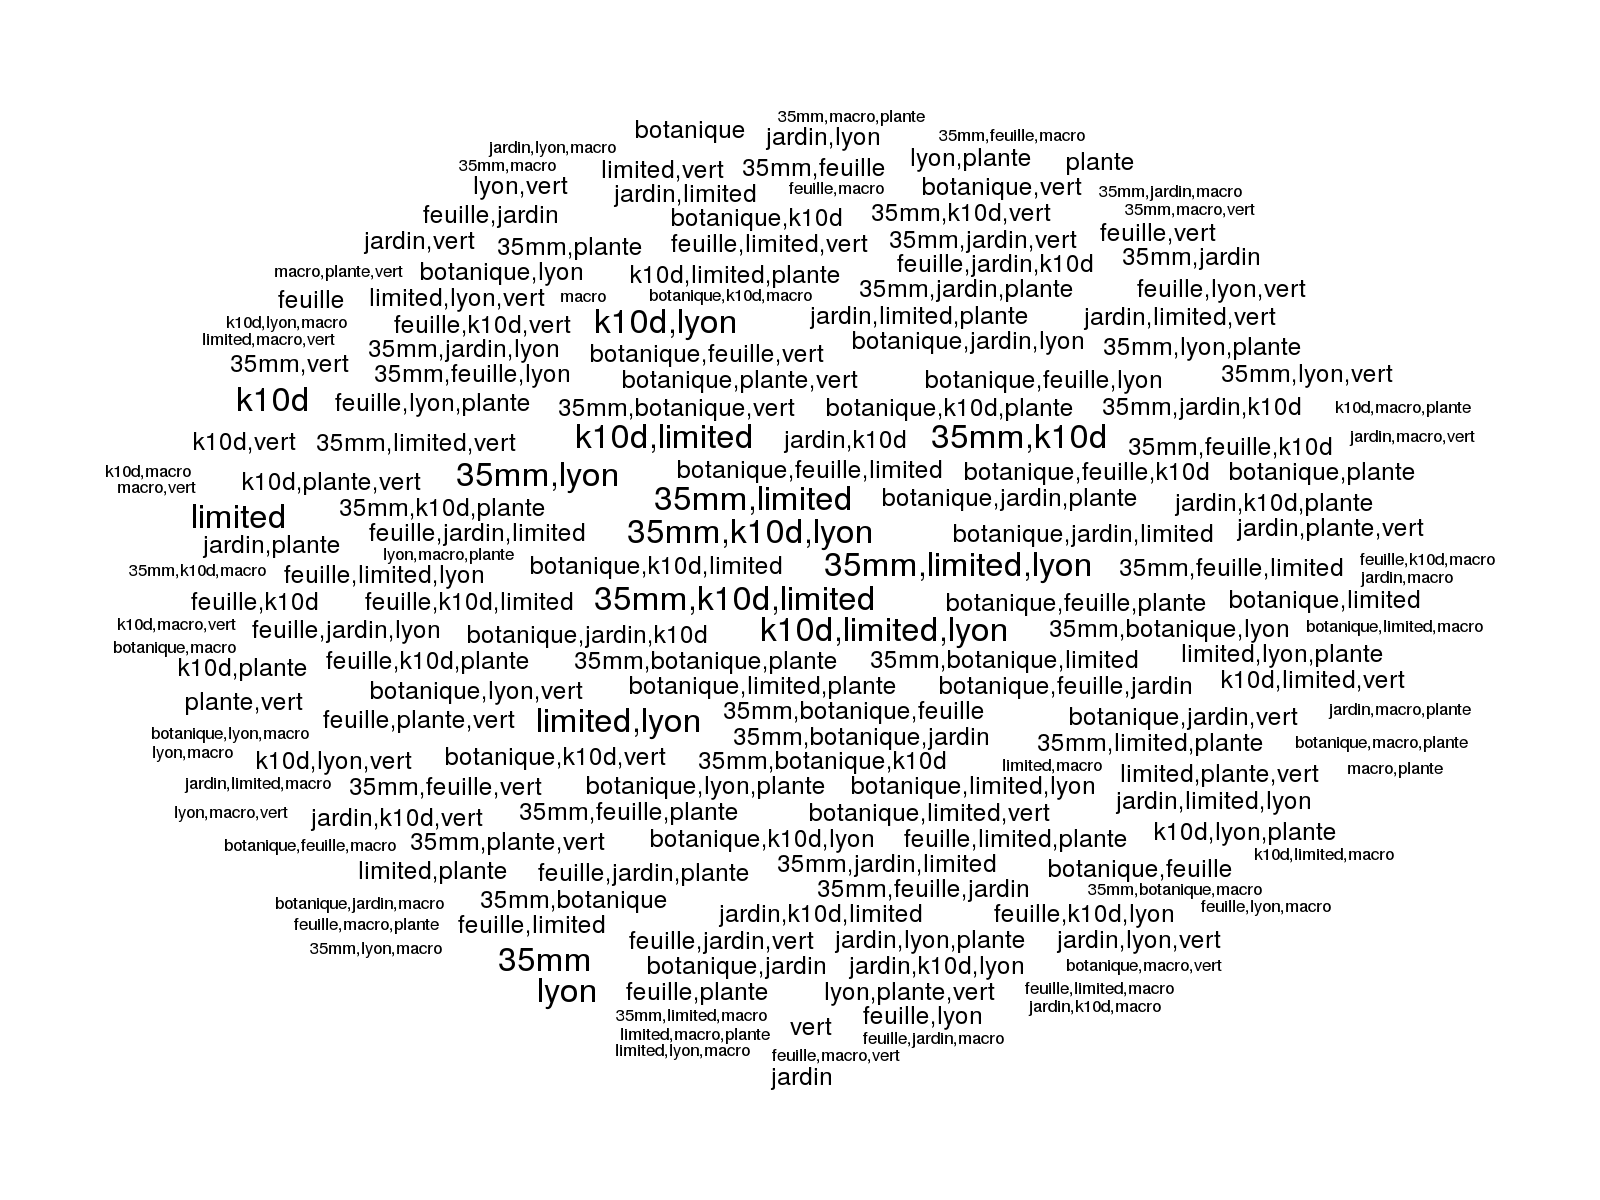 35mm,macro,plante
botanique jardin,lyon 35mm,feuille,macro
jardin,lyon,macro lyon,plante plante
35mm,macro limited,vert 35mm,feuille
lyon,vert jardin,limited feuille,macro botanique,vert 35mm,jardin,macro
feuille,jardin botanique,k10d 35mm,k10d,vert 35mm,macro,vert
jardin,vert 35mm,plante feuille,limited,vert 35mm,jardin,vert feuille,vert
feuille,jardin,k10d 35mm,jardin
macro,plante,vert botanique,lyon k10d,limited,plante
feuille limited,lyon,vert macro botanique,k10d,macro 35mm,jardin,plante feuille,lyon,vert
k10d,lyon,macro feuille,k10d,vert k10d,lyon jardin,limited,plante jardin,limited,vert
limited,macro,vert 35mm,jardin,lyon botanique,feuille,vert botanique,jardin,lyon 35mm,lyon,plante
35mm,vert 35mm,feuille,lyon botanique,plante,vert botanique,feuille,lyon 35mm,lyon,vert
k10d feuille,lyon,plante 35mm,botanique,vert botanique,k10d,plante 35mm,jardin,k10d k10d,macro,plante
k10d,vert 35mm,limited,vert k10d,limited jardin,k10d 35mm,k10d 35mm,feuille,k10d jardin,macro,vert
k10d,macro 35mm,lyon botanique,feuille,limited botanique,feuille,k10d botanique,plante
macro,vert k10d,plante,vert 35mm,limited botanique,jardin,plante jardin,k10d,plante
limited 35mm,k10d,plante
feuille,jardin,limited 35mm,k10d,lyon botanique,jardin,limited jardin,plante,vert
jardin,plante lyon,macro,plante
35mm,k10d,macro feuille,limited,lyon botanique,k10d,limited 35mm,limited,lyon 35mm,feuille,limited feuille,k10d,macro
jardin,macro
feuille,k10d feuille,k10d,limited 35mm,k10d,limited botanique,feuille,plante botanique,limited
k10d,macro,vert feuille,jardin,lyon botanique,jardin,k10d k10d,limited,lyon 35mm,botanique,lyon botanique,limited,macro
botanique,macro
k10d,plante feuille,k10d,plante 35mm,botanique,plante 35mm,botanique,limited limited,lyon,plante
plante,vert botanique,lyon,vert botanique,limited,plante botanique,feuille,jardin k10d,limited,vert
feuille,plante,vert limited,lyon 35mm,botanique,feuille botanique,jardin,vert jardin,macro,plante
botanique,lyon,macro 35mm,botanique,jardin 35mm,limited,plante botanique,macro,plante
lyon,macro k10d,lyon,vert botanique,k10d,vert 35mm,botanique,k10d limited,macro limited,plante,vert macro,plante
jardin,limited,macro 35mm,feuille,vert botanique,lyon,plante botanique,limited,lyon jardin,limited,lyon
lyon,macro,vert jardin,k10d,vert 35mm,feuille,plante botanique,limited,vert
botanique,feuille,macro 35mm,plante,vert botanique,k10d,lyon feuille,limited,plante k10d,lyon,plante
limited,plante feuille,jardin,plante 35mm,jardin,limited botanique,feuille k10d,limited,macro
35mm,feuille,jardin 35mm,botanique,macro
botanique,jardin,macro 35mm,botanique jardin,k10d,limited feuille,k10d,lyon feuille,lyon,macro
feuille,macro,plante feuille,limited
35mm,lyon,macro feuille,jardin,vert jardin,lyon,plante jardin,lyon,vert
35mm botanique,jardin jardin,k10d,lyon botanique,macro,vert
lyon feuille,plante lyon,plante,vert feuille,limited,macro
jardin,k10d,macro
35mm,limited,macro vert feuille,lyon
limited,macro,plante feuille,jardin,macro
limited,lyon,macro feuille,macro,vert
jardin